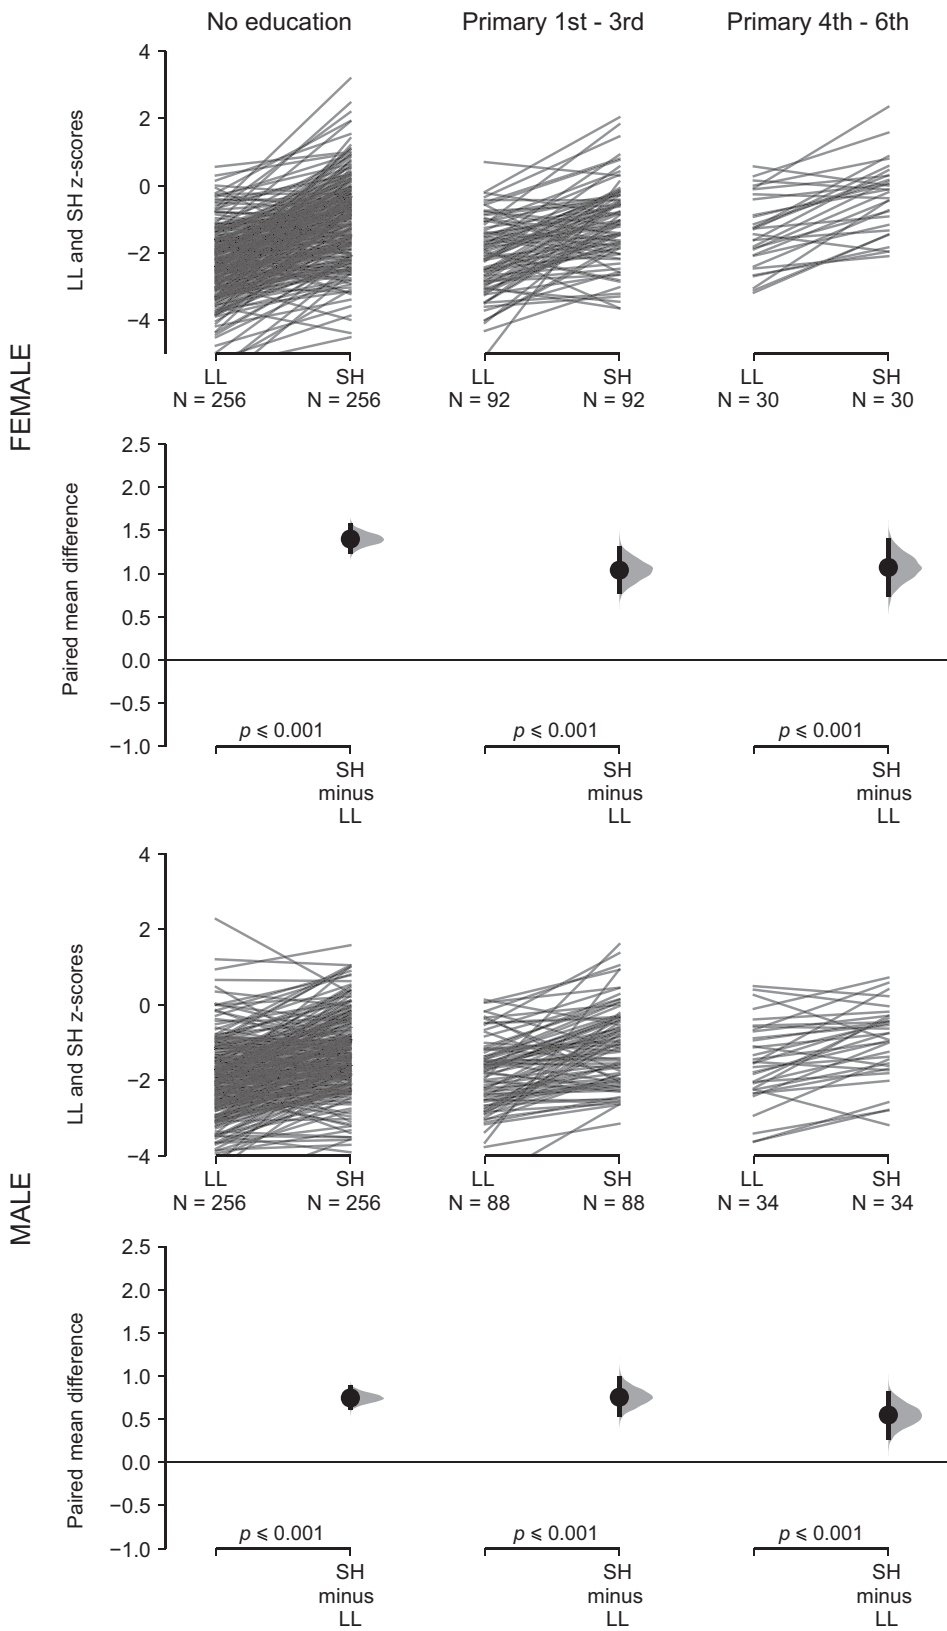 No education Primary 1st - 3rd Primary 4th - 6th
FEMALE
LL and SH z-scores
4
2
0
−2
−4
LL SH LL SH LL SH
N = 256 N = 256 N = 92 N = 92 N = 30 N = 30
Paired mean difference
2.5
2.0
1.5
1.0
0.5
0.0
−0.5
−1.0
p ⩽ 0.001 p ⩽ 0.001 p ⩽ 0.001
SH SH SH
minus minus minus
LL LL LL
MALE
LL and SH z-scores
4
2
0
−2
−4
LL SH LL SH LL SH
N = 256 N = 256 N = 88 N = 88 N = 34 N = 34
Paired mean difference
2.5
2.0
1.5
1.0
0.5
0.0
−0.5
−1.0
p ⩽ 0.001 p ⩽ 0.001 p ⩽ 0.001
SH SH SH
minus minus minus
LL LL LL